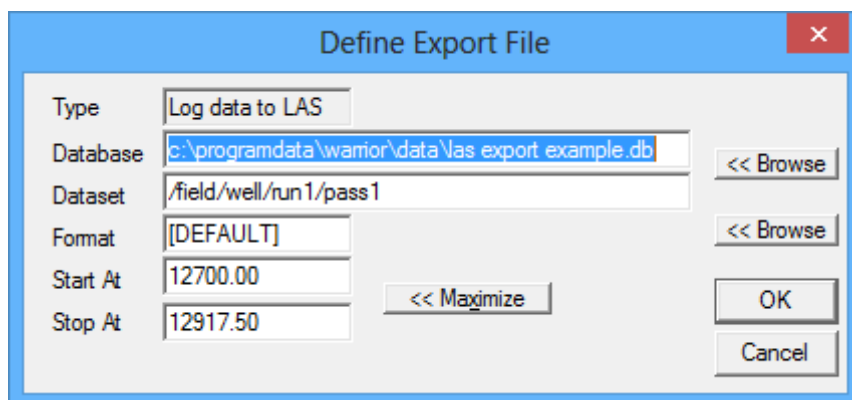 Define Export File
Type Log data to LAS
Database c:\programdata\warrior\data\las export example.db << Browse
Dataset /field/well/run1/pass1
Format [DEFAULT] << Browse
Start At 12700.00
<< Maximize OK
Stop At 12917.50
Cancel